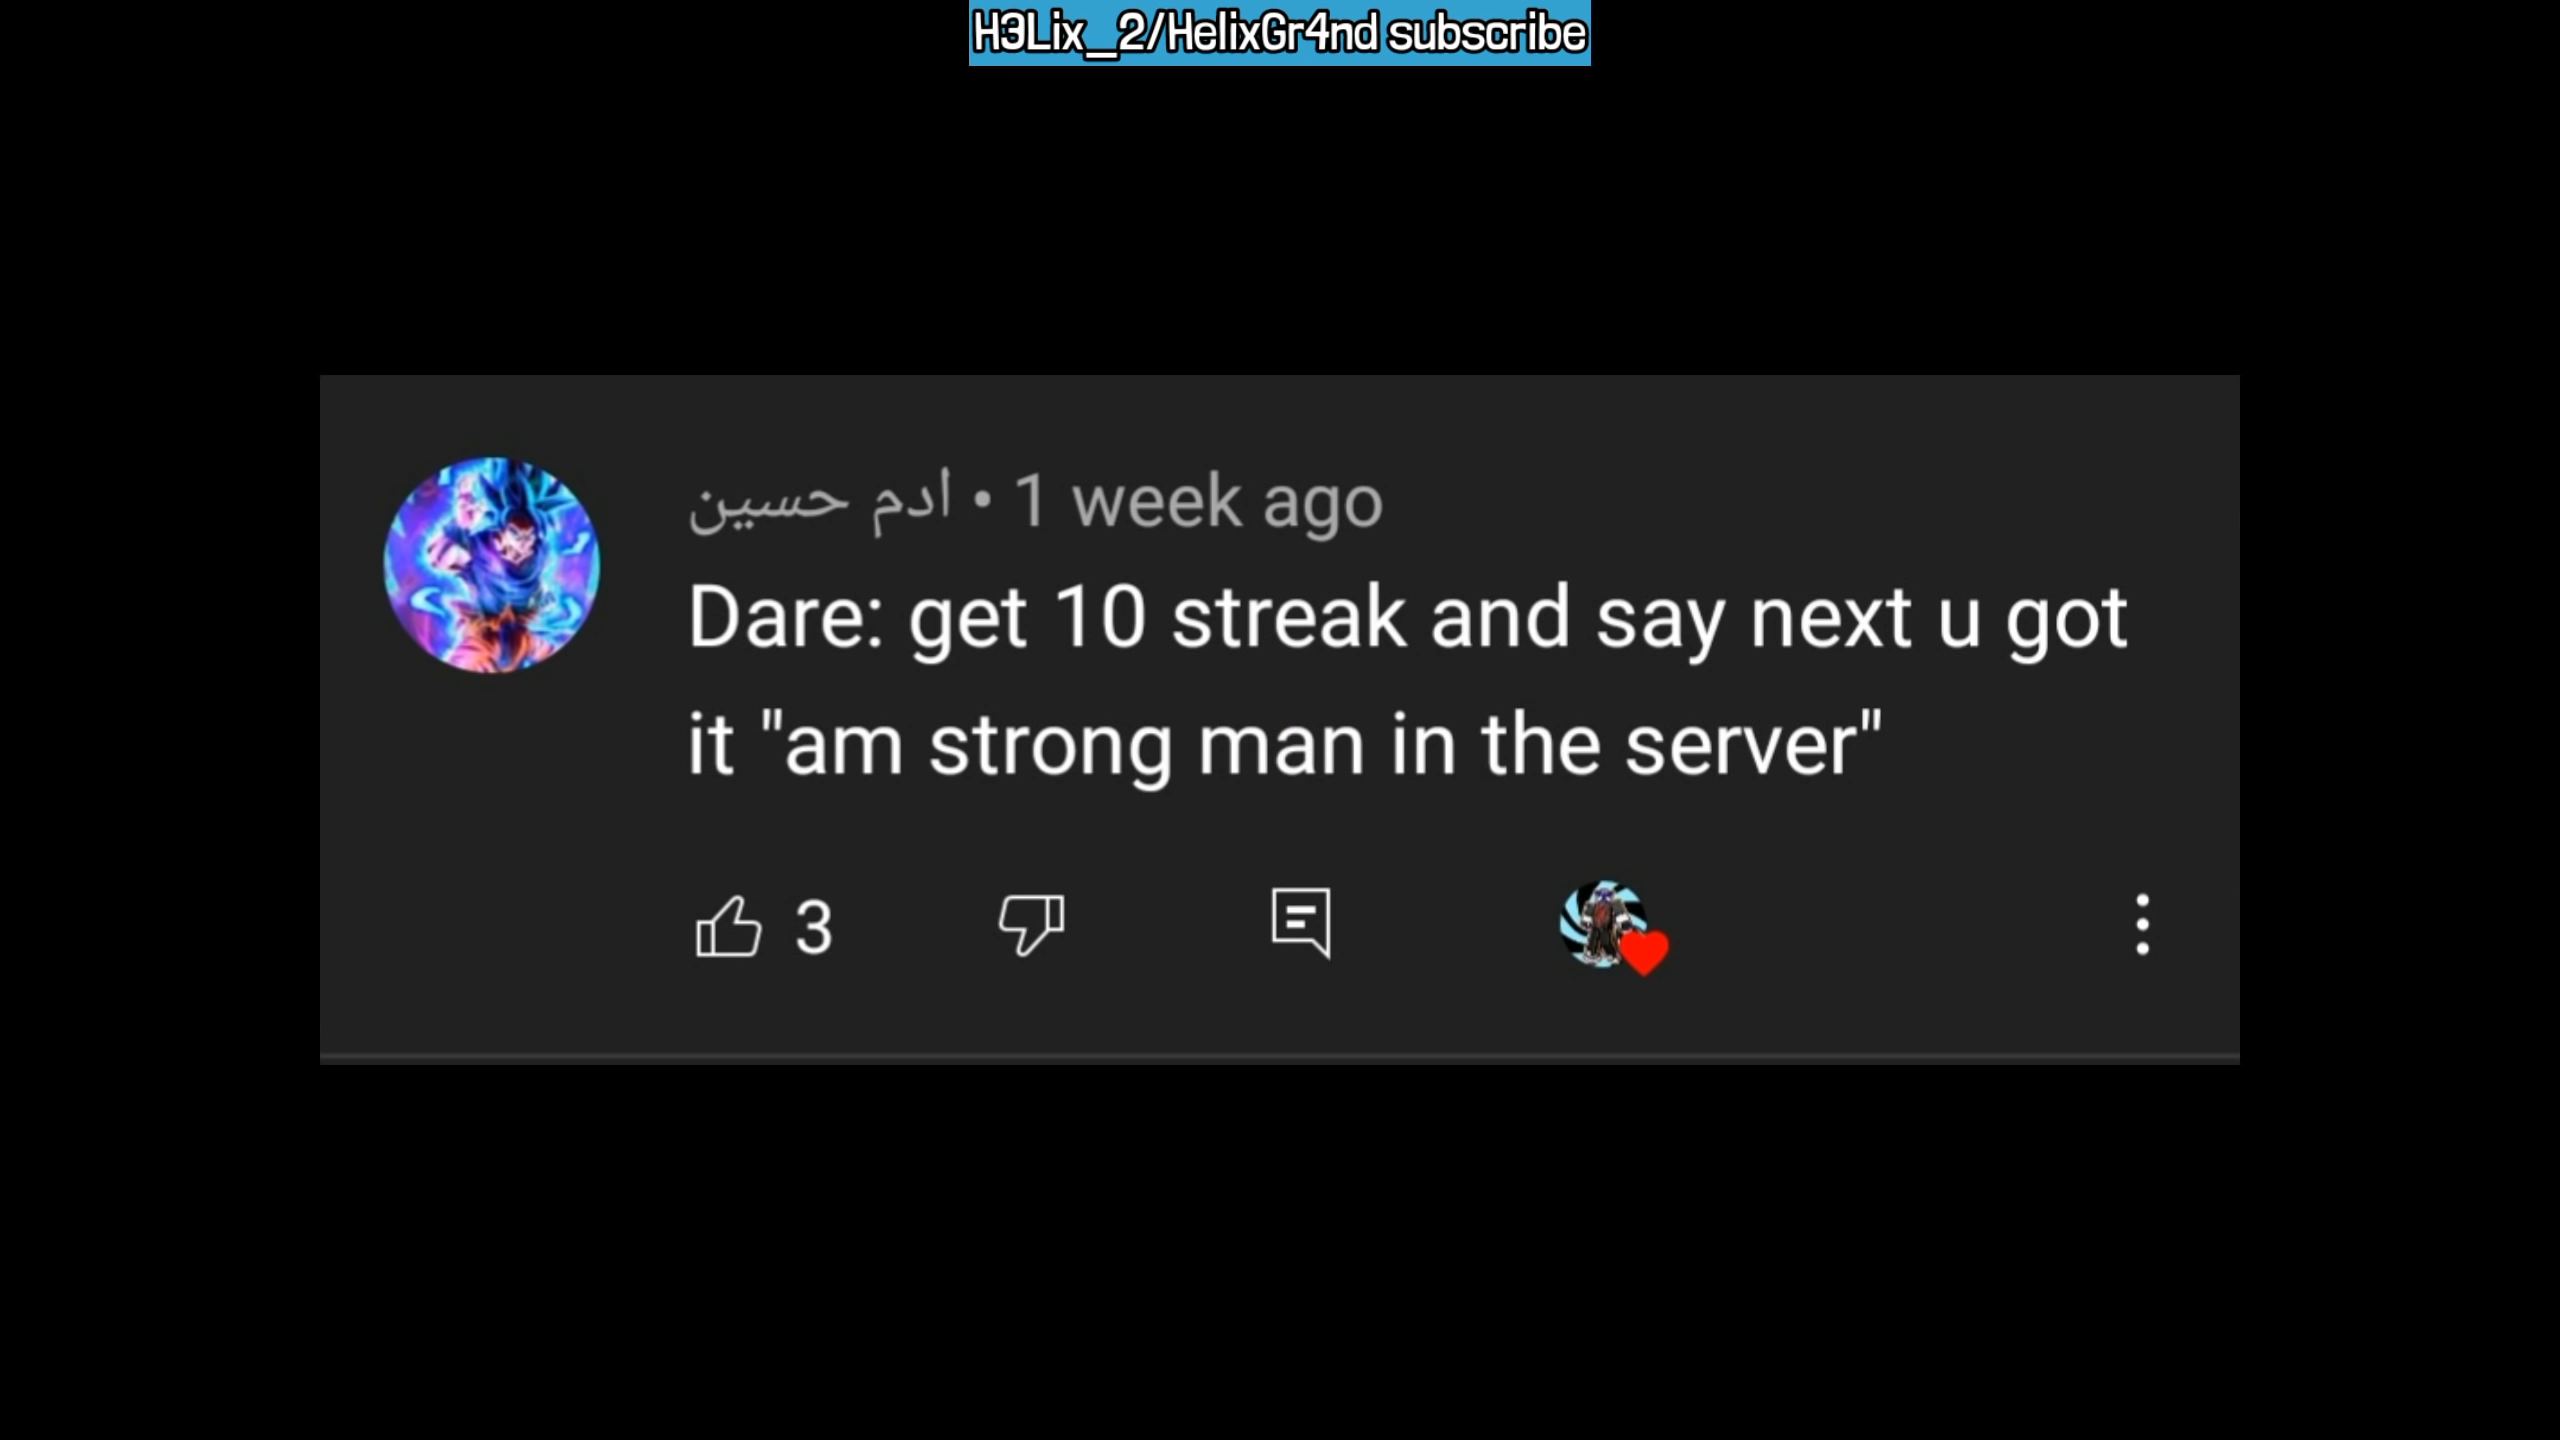 H3Lix_2/HelixGr4nd subscribe
ادم حسين • 1 week ago
Dare: get 10 streak and say next u got
it "am strong man in the server"
3